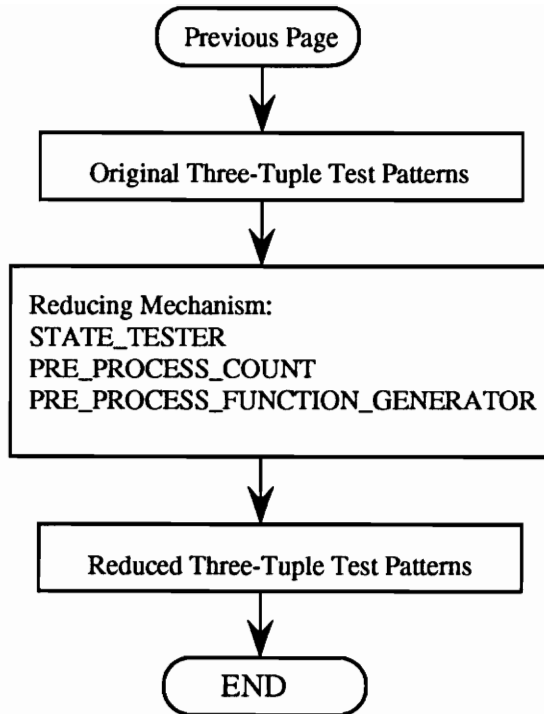 Previous Page
Original Three-Tuple Test Patterns
Reducing Mechanism:
STATE_TESTER
PRE_PROCESS_COUNT
PRE_PROCESS_FUNCTION_GENERATOR
Reduced Three-Tuple Test Patterns
END